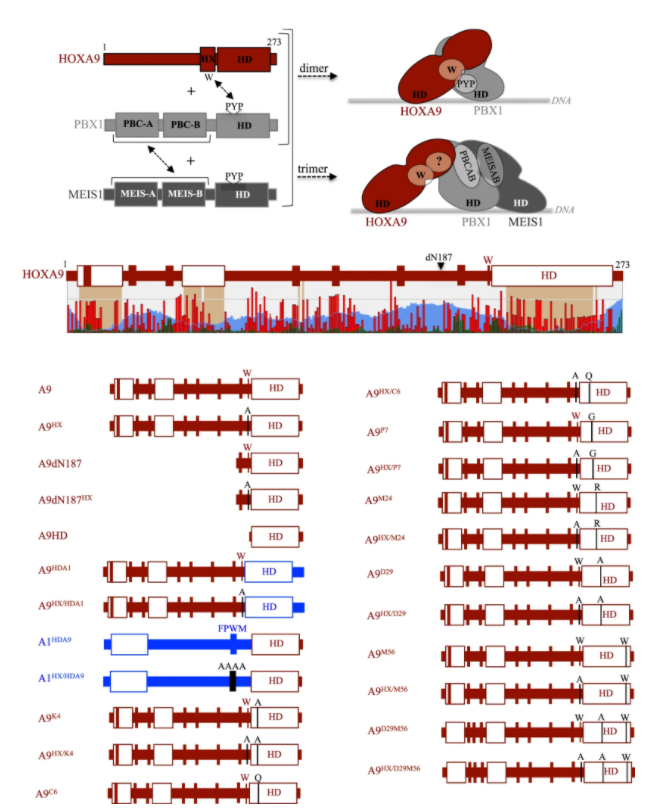 1 273
HOXA9 HX HD
W
+ PYP
PBX1 PBC-A PBC-B HD
+ PYP
MEIS1 MEIS-A MEIS-B HD
dimer
W
PYP
HD HD DNA
HOXA9 PBX1
trimer
?
W
PBCAB
MEISAB
HD HD HD DNA
HOXA9 PBX1 MEIS1
1 dN187 W 273
HOXA9 HD
W
A9 HD
A
A9HX HD
W
A9dN187 HD
A
A9dN187HX HD
A9HD HD
W
A9HDA1 HD
A
A9HX/HDA1 HD
FPWM
A1HDA9 HD
AAAA
A1HX/HDA9 HD
W A
A9K4 HD
A A
A9HX/K4 HD
W Q
A9C6 HD
A Q
A9HX/C6 HD
W G
A9P7 HD
A G
A9HX/P7 HD
W R
A9M24 HD
A R
A9HX/M24 HD
W A
A9D29 HD
A A
A9HX/D29 HD
W W
A9M56 HD
A W
A9HX/M56 HD
W A W
A9D29M56 HD
A A W
A9HX/D29M56 HD